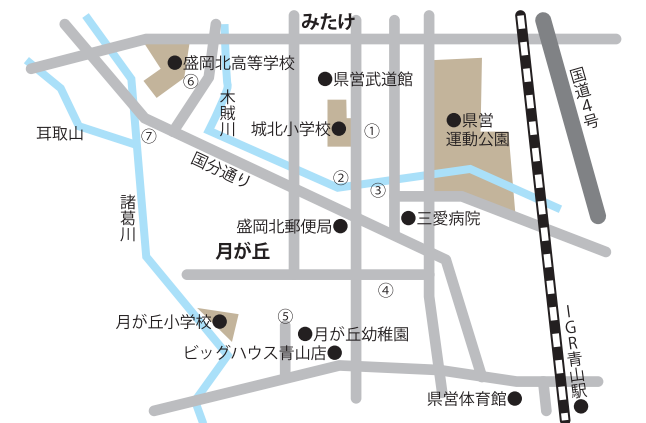 みたけ
盛岡北高等学校
⑥
県営武道館
国道4号
木賊川
城北小学校
①
県営
運動公園
耳取山
⑦
国分通り
②
③
諸葛川
盛岡北郵便局
三愛病院
月が丘
④
月が丘小学校
⑤
月が丘幼稚園
ビッグハウス青山店
IGR青山駅
県営体育館